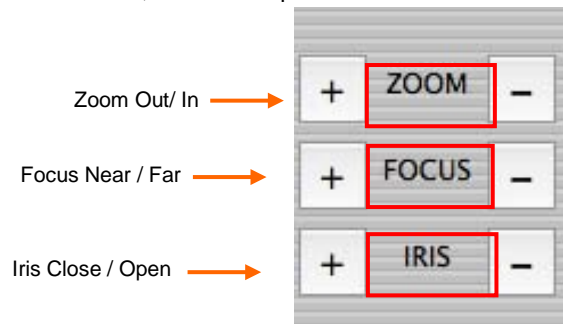 Zoom Out/ In
+ ZOOM −
Focus Near / Far
+ FOCUS −
Iris Close / Open
+ IRIS −